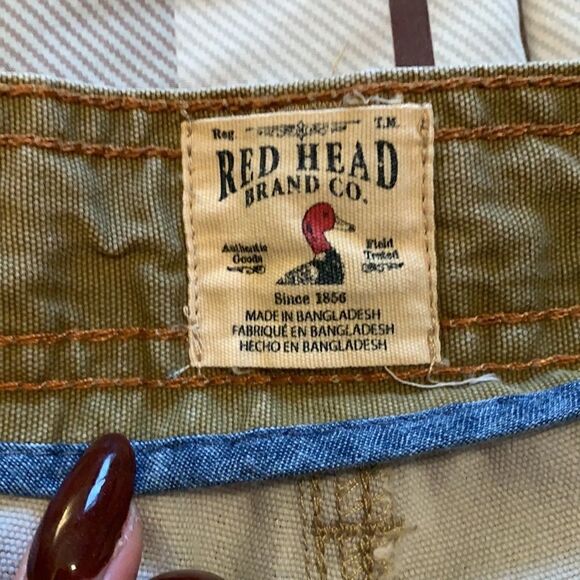 Reg. T.M.
RED HEAD
BRAND CO.
Authentic Field
Goods Tested
Since 1856
MADE IN BANGLADESH
FABRIQUÉ EN BANGLADESH
HECHO EN BANGLADESH